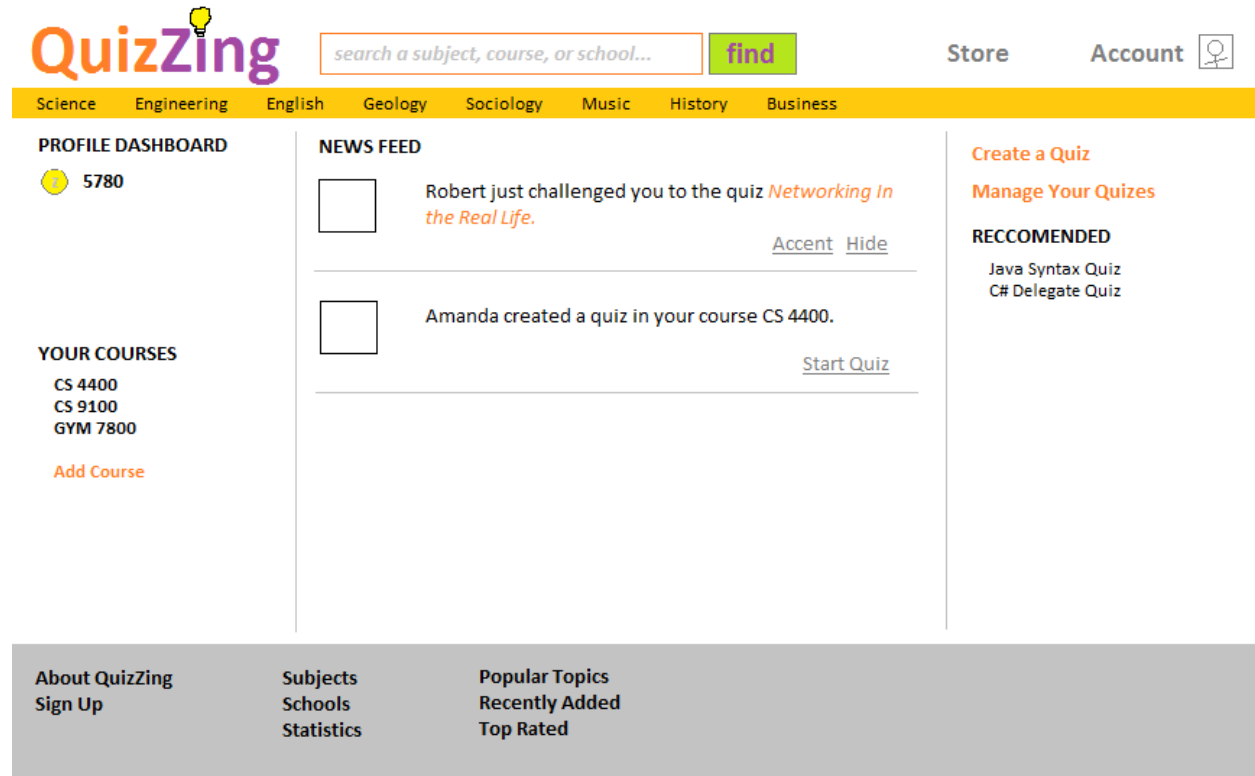 QuizZing
search a subject, course, or school...
find
Store
Account
Science Engineering English Geology Sociology Music History Business
PROFILE DASHBOARD
z 5780
YOUR COURSES
CS 4400
CS 9100
GYM 7800
Add Course
NEWS FEED
Robert just challenged you to the quiz Networking In
the Real Life.
Accent Hide
Amanda created a quiz in your course CS 4400.
Start Quiz
Create a Quiz
Manage Your Quizes
RECCOMENDED
Java Syntax Quiz
C# Delegate Quiz
About QuizZing
Sign Up
Subjects
Schools
Statistics
Popular Topics
Recently Added
Top Rated